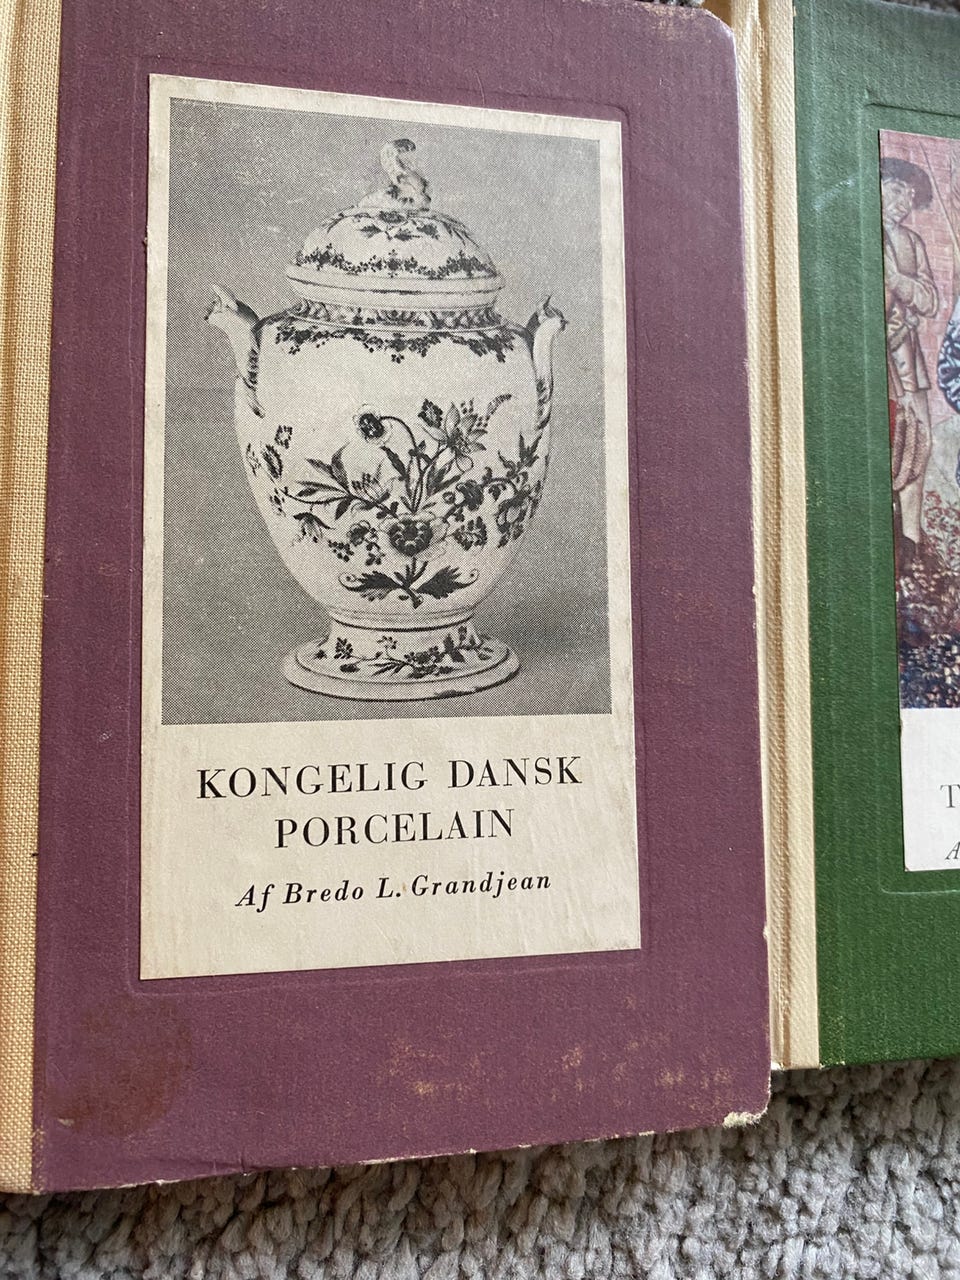 KONGELIG DANSK
PORCELAIN
Af Bredo L. Grandjean